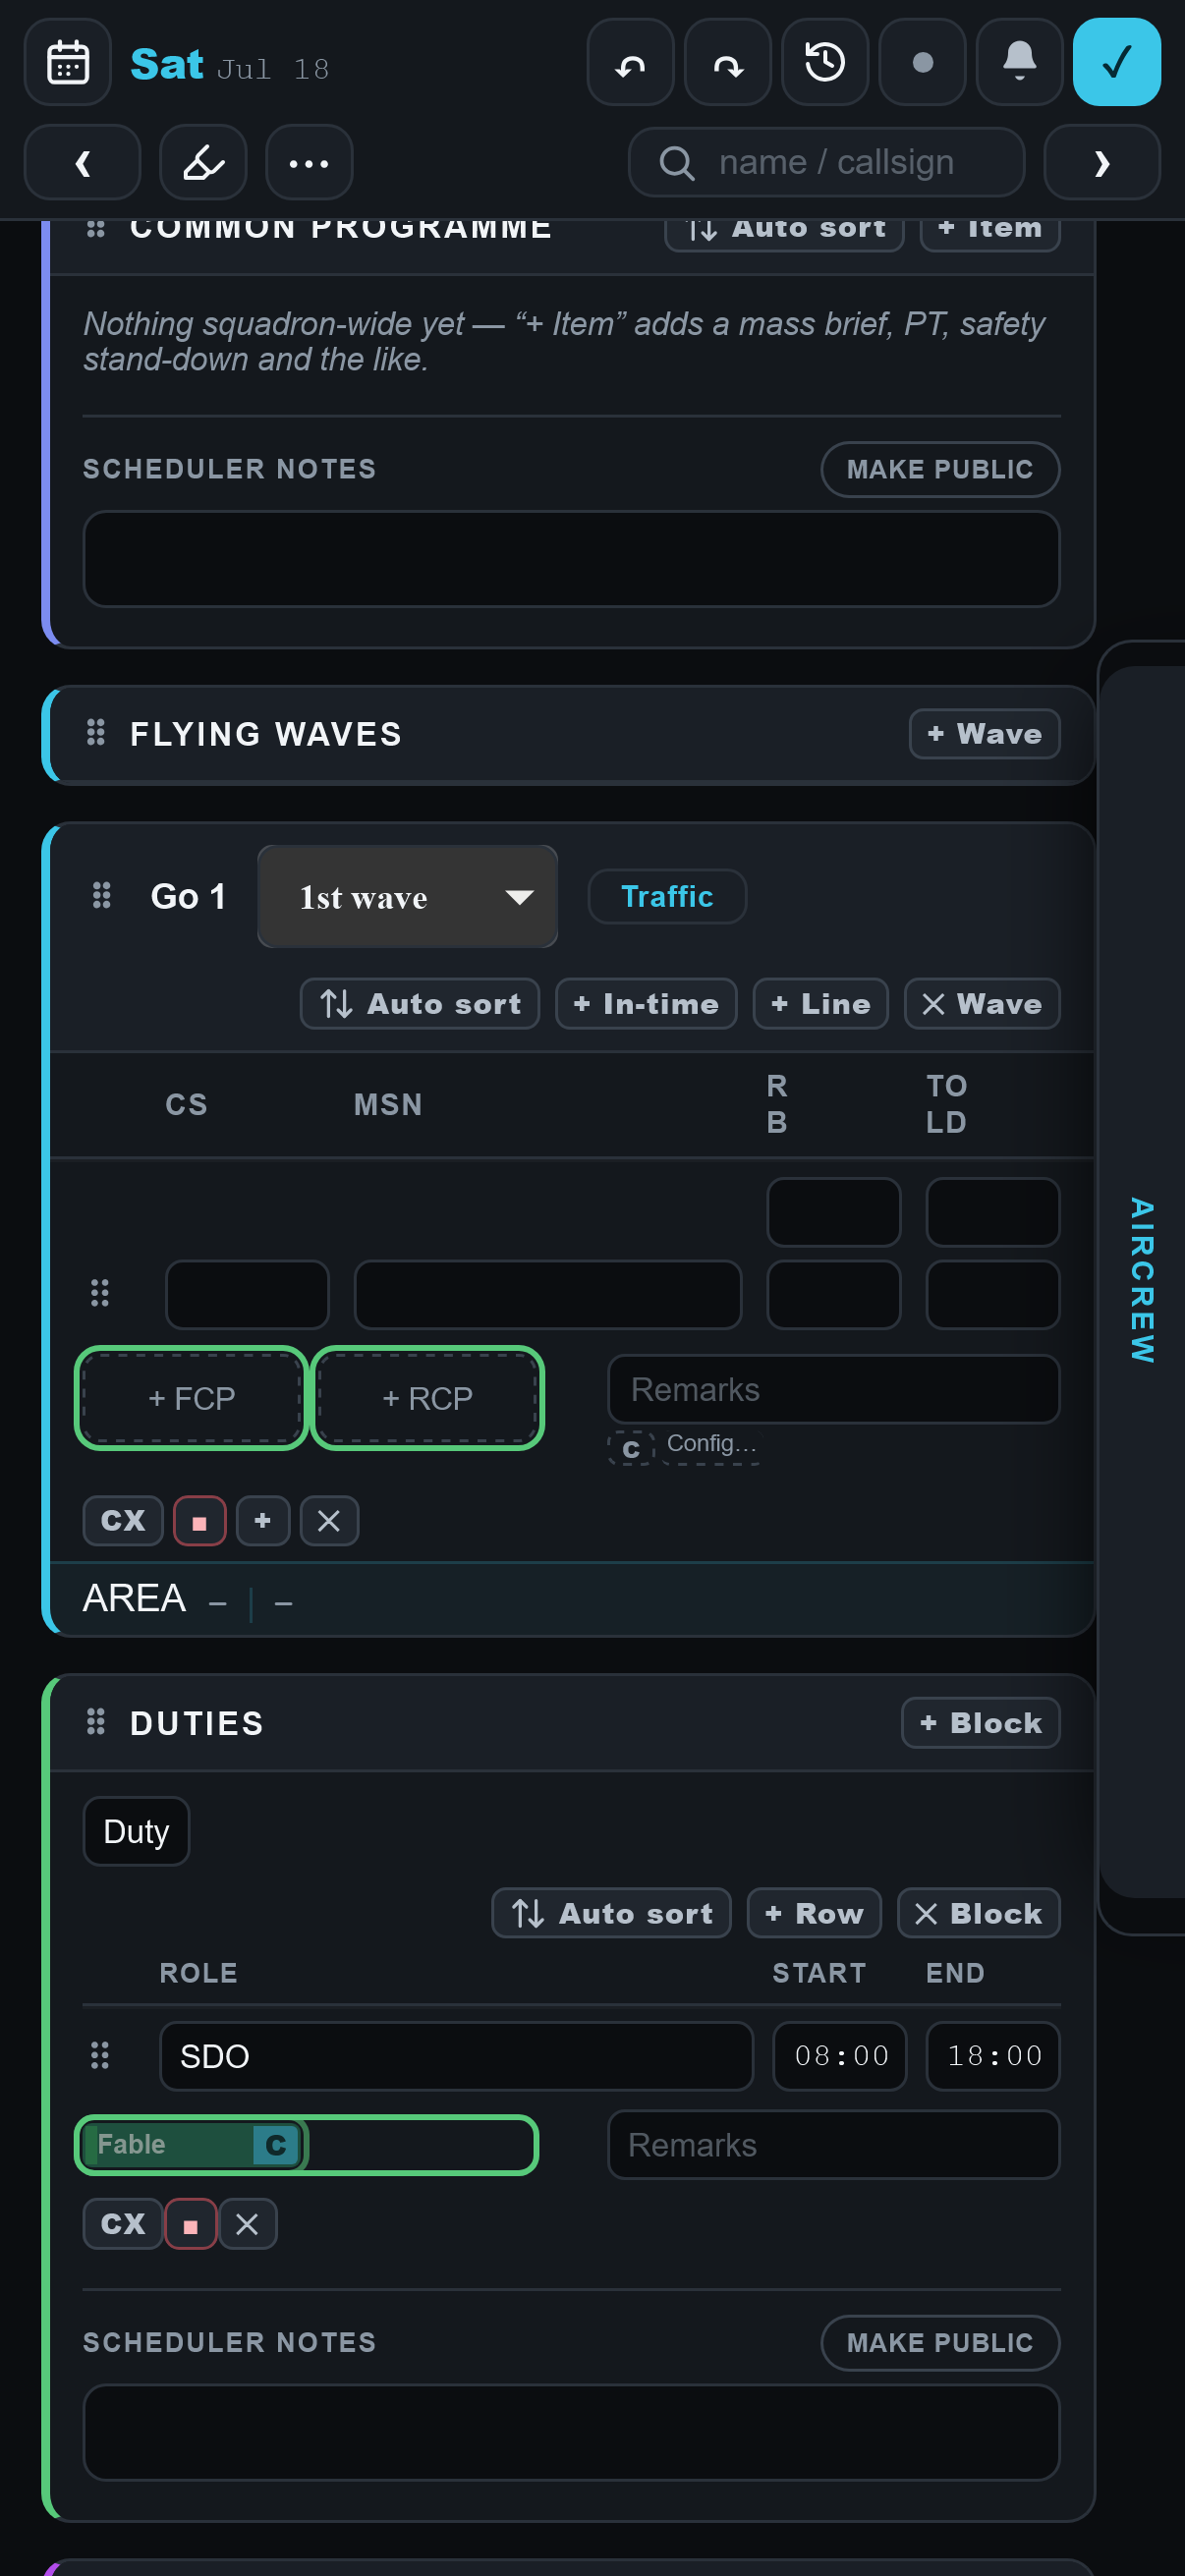 Sat Jul 18
name / callsign
COMMON PROGRAMME Auto sort + Item
Nothing squadron-wide yet — “+ Item” adds a mass brief, PT, safety
stand-down and the like.
SCHEDULER NOTES MAKE PUBLIC
FLYING WAVES + Wave
Go 1 1st wave Traffic
Auto sort + In-time + Line × Wave
CS MSN R TO
B LD
+ FCP + RCP Remarks
C Config…
CX + ×
AREA – | –
AIRCREW
DUTIES + Block
Duty
Auto sort + Row × Block
ROLE START END
SDO 08:00 18:00
Fable C Remarks
CX ×
SCHEDULER NOTES MAKE PUBLIC